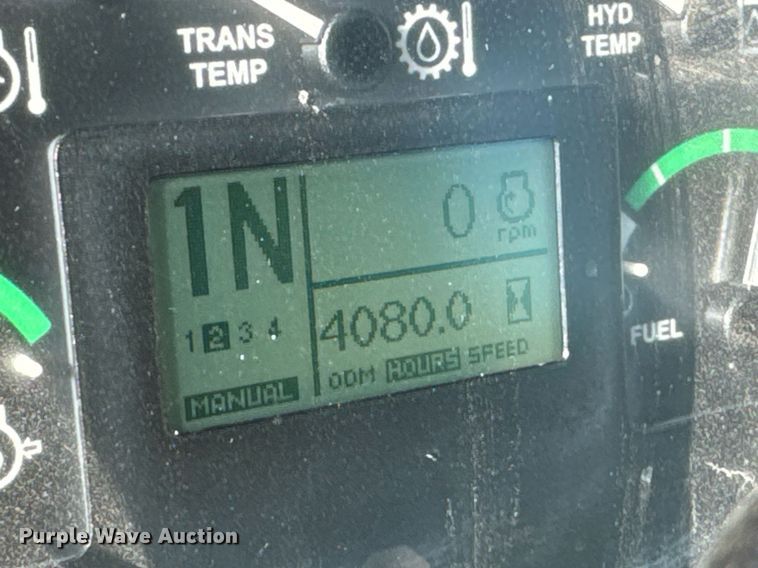 TRANS
TEMP
HYD
TEMP
1N
0
rpm
1 2 3 4
4080.0
MANUAL
ODM HOURS SPEED
FUEL
Purple Wave Auction